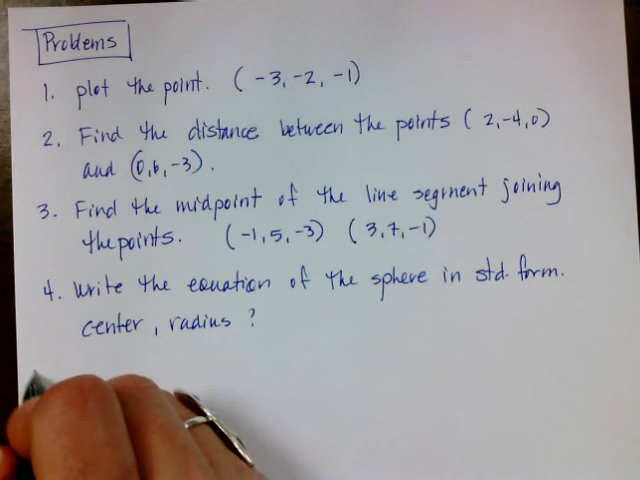 Problems
1. plot the point. (-3, -2, -1)
2. Find the distance between the points (2, -4, 0)
and (0, 6, -3).
3. Find the midpoint of the line segment joining
the points. (-1, 5, -3) (3, 7, -1)
4. Write the equation of the sphere in std. form.
center, radius ?